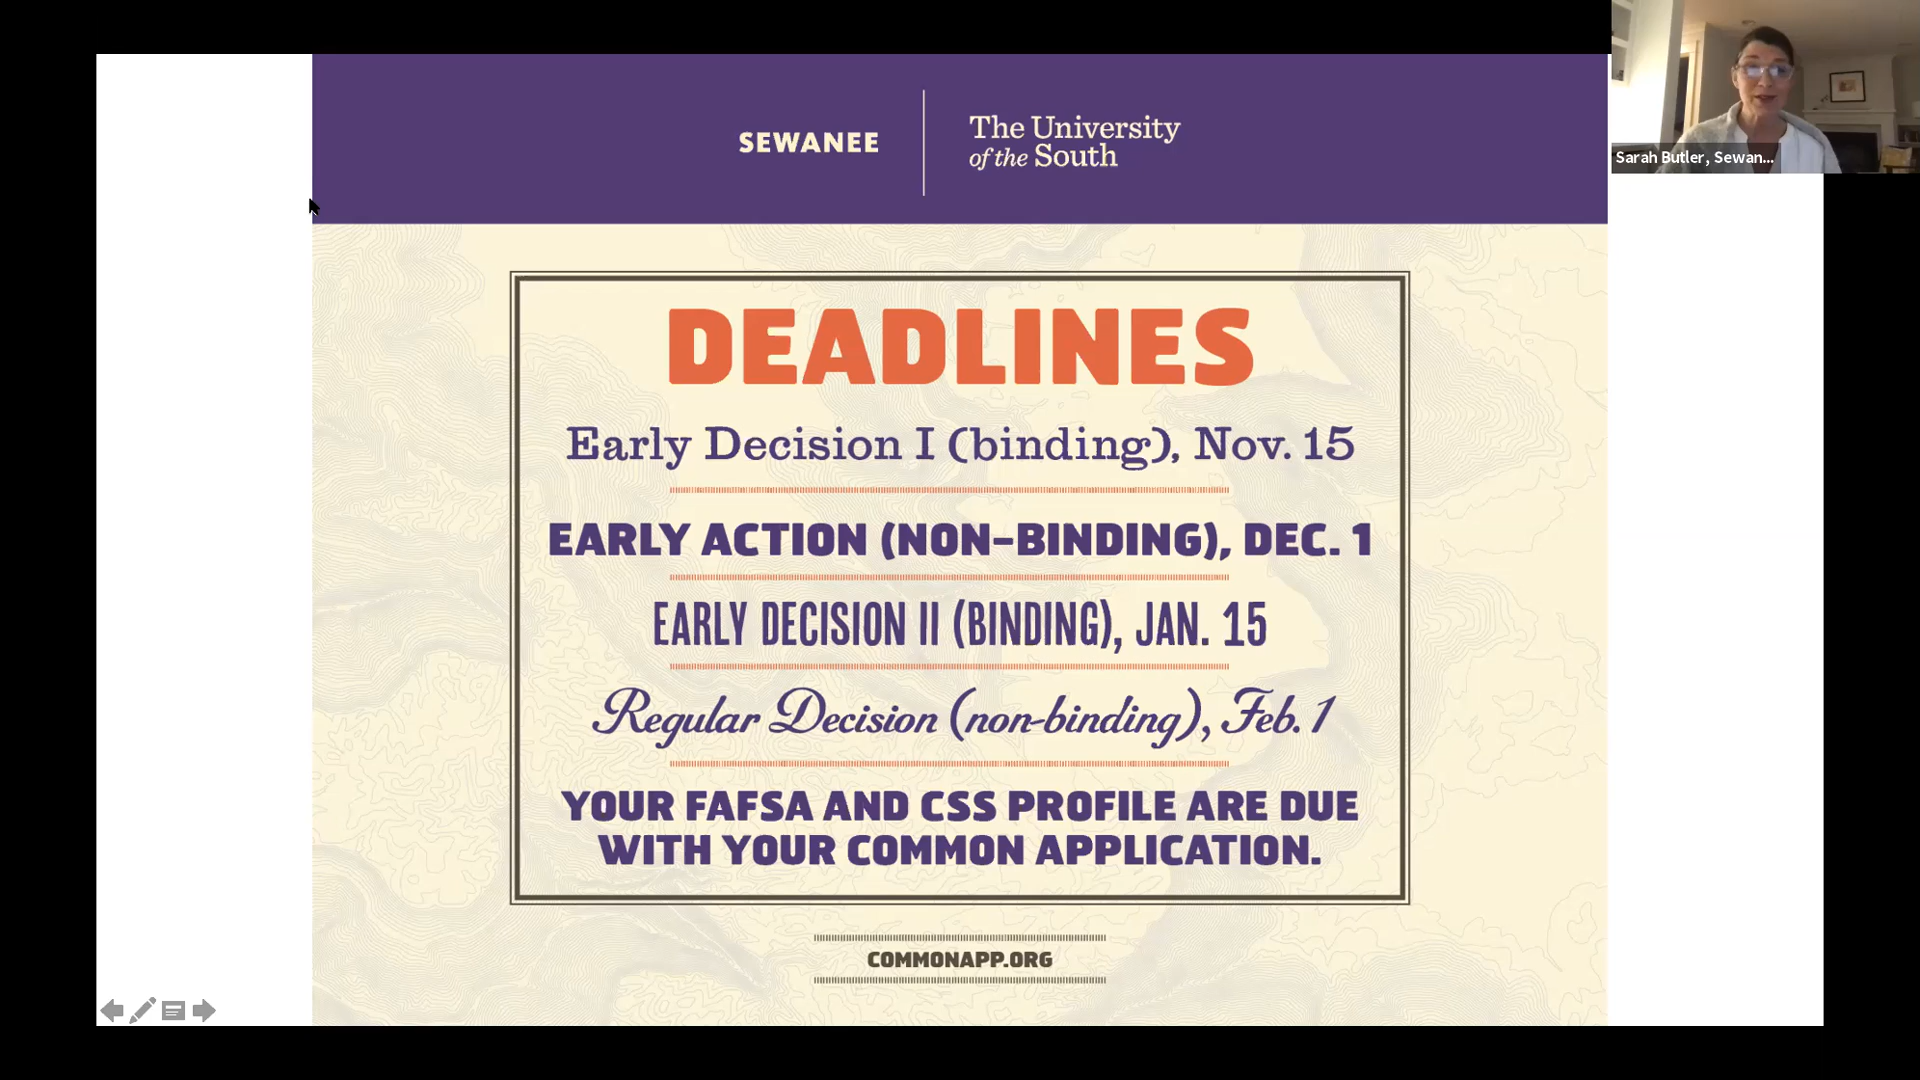 SEWANEE
The University
of the South
Sarah Butler, Sewan...
DEADLINES
Early Decision I (binding), Nov. 15
EARLY ACTION (NON-BINDING), DEC. 1
EARLY DECISION II (BINDING), JAN. 15
Regular Decision (non-binding), Feb. 1
YOUR FAFSA AND CSS PROFILE ARE DUE
WITH YOUR COMMON APPLICATION.
COMMONAPP.ORG